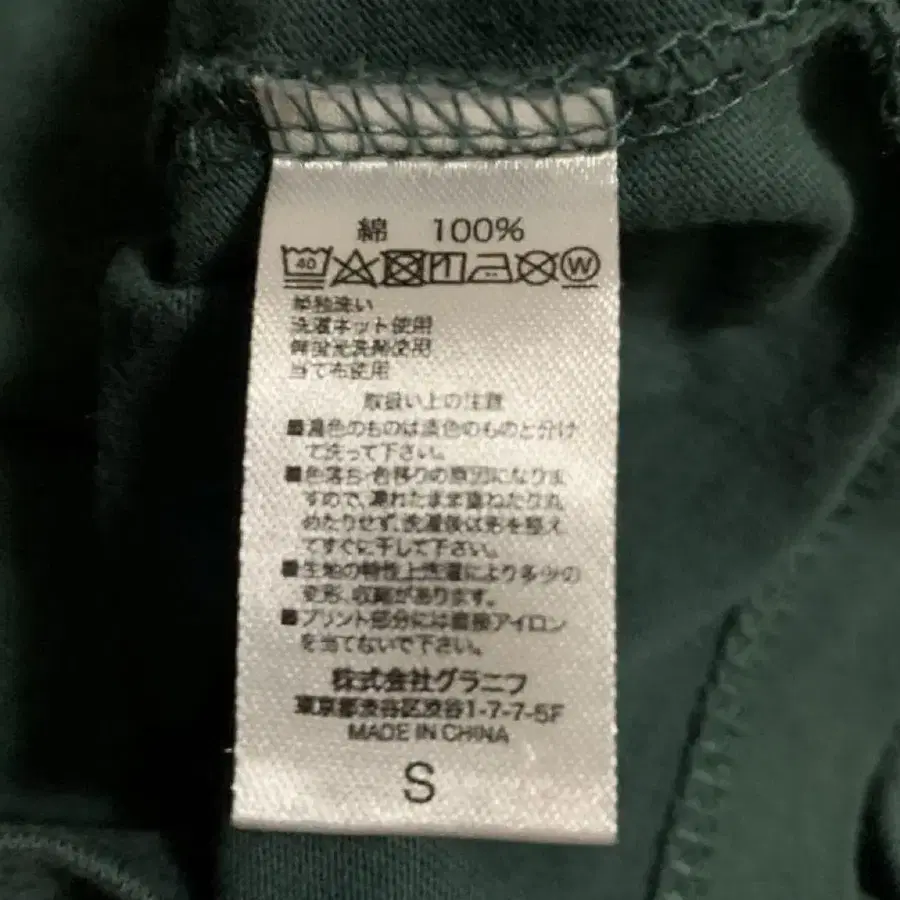 綿 100%
40 W
単独洗い
洗濯ネット使用
無蛍光洗剤使用
当て布使用
取扱い上の注意
■濃色のものは淡色のものと分け
て洗って下さい。
■色落ち・色移りの原因になりま
すので、濡れたまま重ねたり丸
めたりせず、洗濯後は形を整え
てすぐに干して下さい。
■生地の特性上洗濯により多少の
変形、収縮があります。
■プリント部分には直接アイロン
を当てないで下さい。
株式会社グラニフ
東京都渋谷区渋谷1-7-7-5F
MADE IN CHINA
S